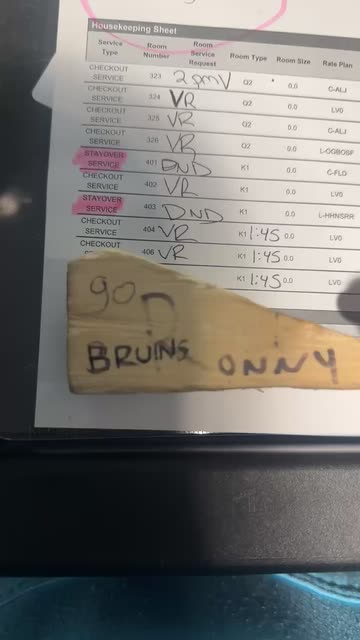 Housekeeping Sheet
Service Type Room Number Room Service Request Room Type Room Size Rate Plan
CHECKOUT SERVICE 323 2pmV Q2 0.0 C-ALJ
CHECKOUT SERVICE 324 VR Q2 0.0 LV0
CHECKOUT SERVICE 325 VR Q2 0.0 C-ALJ
CHECKOUT SERVICE 326 VR Q2 0.0
STAYOVER SERVICE 401 DND K1 0.0 C-FLD
CHECKOUT SERVICE 402 VR K1 0.0 LV0
STAYOVER SERVICE 403 DND K1 0.0 L-HHNSRR
CHECKOUT SERVICE 404 VR K1 1:45 0.0 LV0
CHECKOUT 406 VR K1 1:45 0.0 LV0
K1 1:45 0.0 LV0
go
BRUINS
DONNY